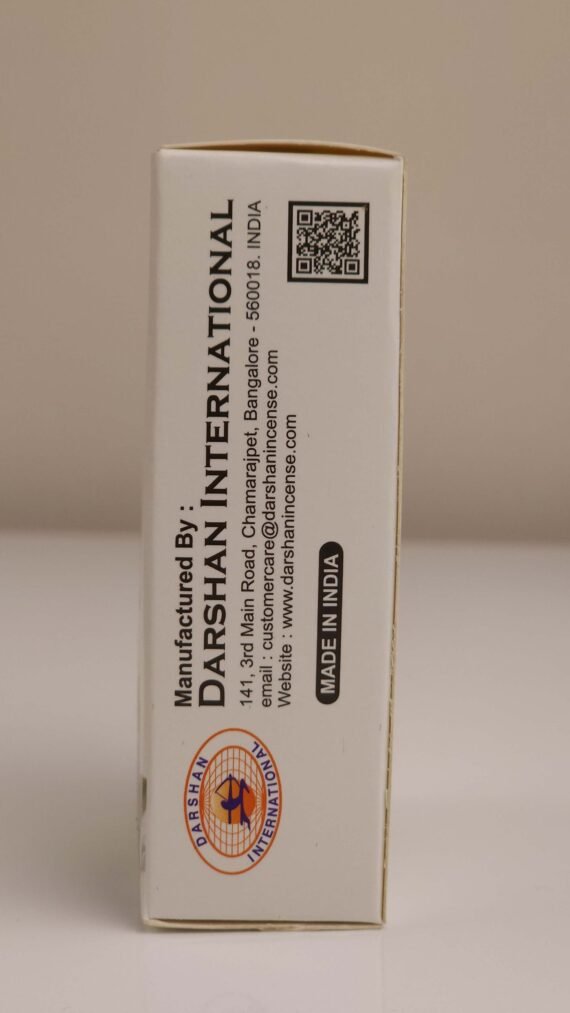 Manufactured By :
DARSHAN INTERNATIONAL
141, 3rd Main Road, Chamarajpet, Bangalore - 560018. INDIA
email : customercare@darshanincense.com
Website : www.darshanincense.com
MADE IN INDIA
DARSHAN
INTERNATIONAL